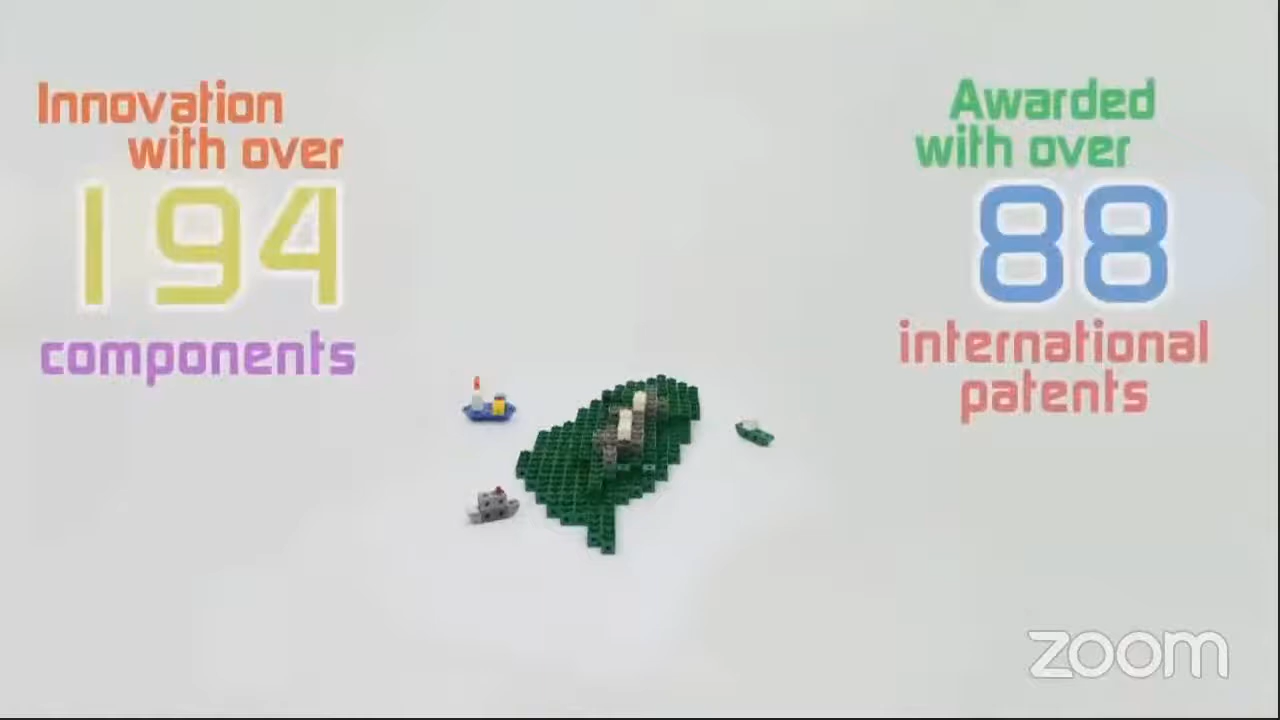 Innovation
with over
194
components
Awarded
with over
88
international
patents
zoom